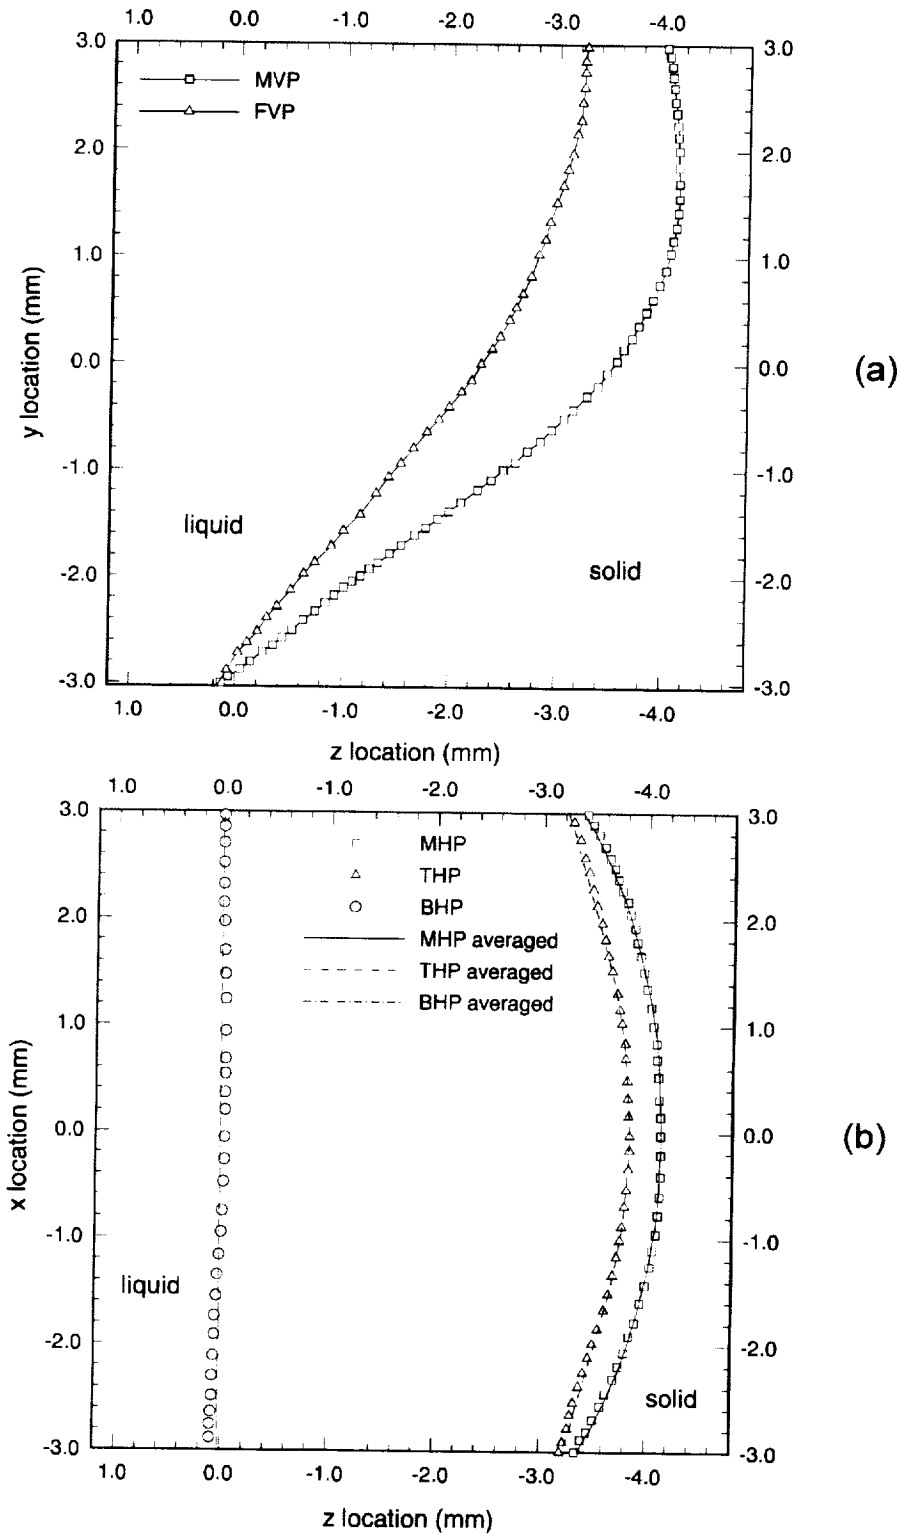 1.0 0.0 -1.0 -2.0 -3.0 -4.0
3.0 3.0
MVP
FVP
2.0 2.0
1.0 1.0
y location (mm)
0.0 0.0
(a)
-1.0 -1.0
liquid
solid
-2.0 -2.0
-3.0 -3.0
1.0 0.0 -1.0 -2.0 -3.0 -4.0
z location (mm)
1.0 0.0 -1.0 -2.0 -3.0 -4.0
3.0 3.0
MHP
THP
BHP
2.0 2.0
MHP averaged
THP averaged
BHP averaged
1.0 1.0
x location (mm)
0.0 0.0
(b)
-1.0 -1.0
liquid
-2.0 -2.0
solid
-3.0 -3.0
1.0 0.0 -1.0 -2.0 -3.0 -4.0
z location (mm)